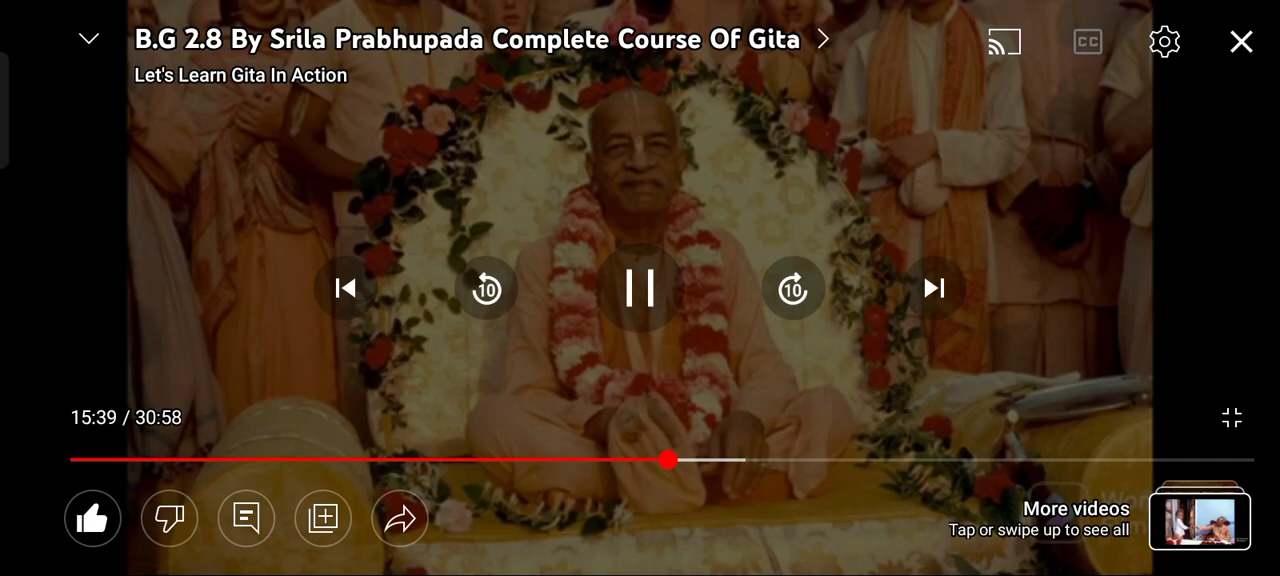 B.G 2.8 By Srila Prabhupada Complete Course Of Gita
CC
Let's Learn Gita In Action
10
10
15:39 / 30:58
More videos
Tap or swipe up to see all